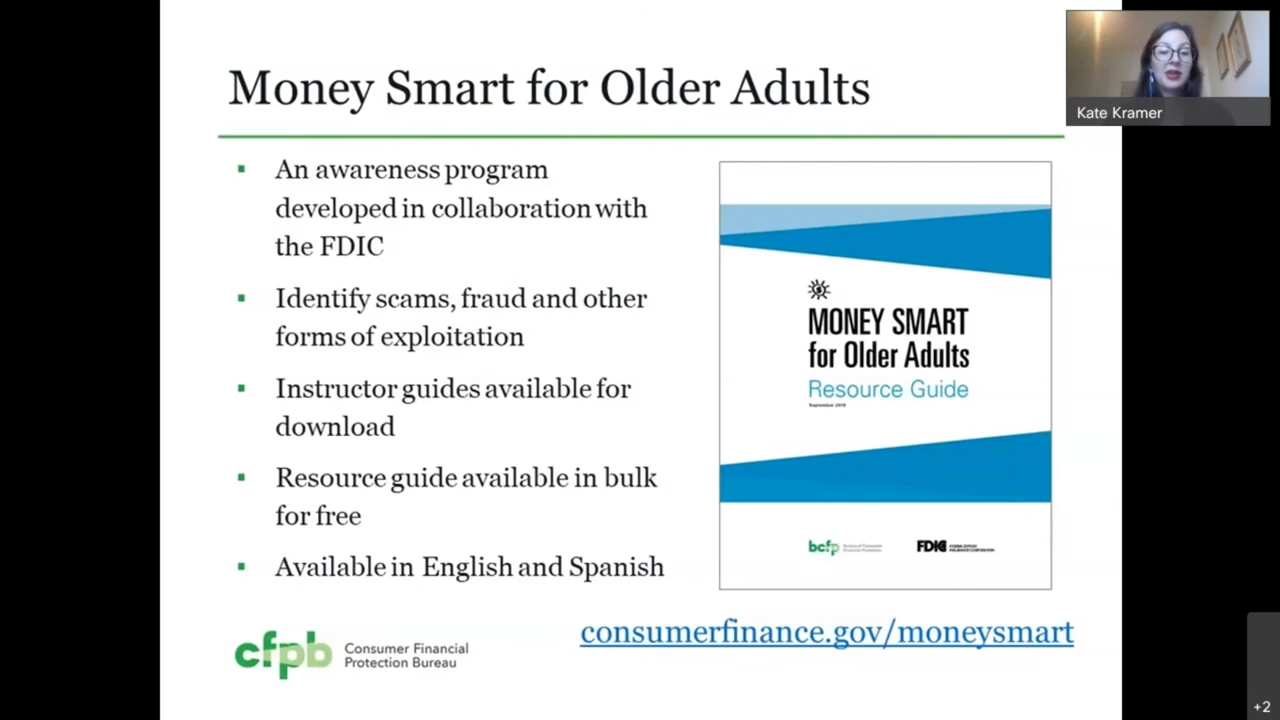 Money Smart for Older Adults
▪ An awareness program
developed in collaboration with
the FDIC
▪ Identify scams, fraud and other
forms of exploitation
▪ Instructor guides available for
download
▪ Resource guide available in bulk
for free
▪ Available in English and Spanish
MONEY SMART
for Older Adults
Resource Guide
bcfp
FDIC
consumerfinance.gov/moneysmart
cfpb
Consumer Financial
Protection Bureau
Kate Kramer
+2